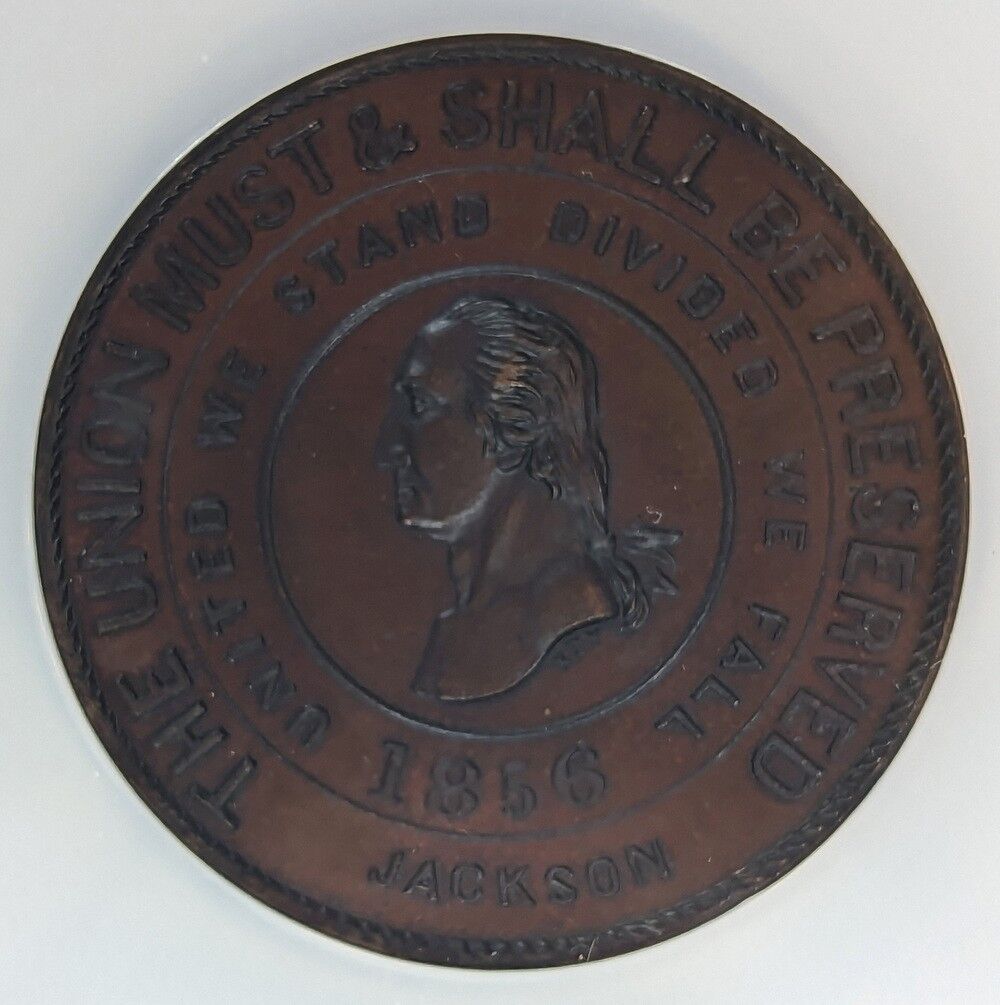 THE UNION MUST & SHALL BE PRESERVED
JACKSON
UNITED WE STAND DIVIDED WE FALL
1856